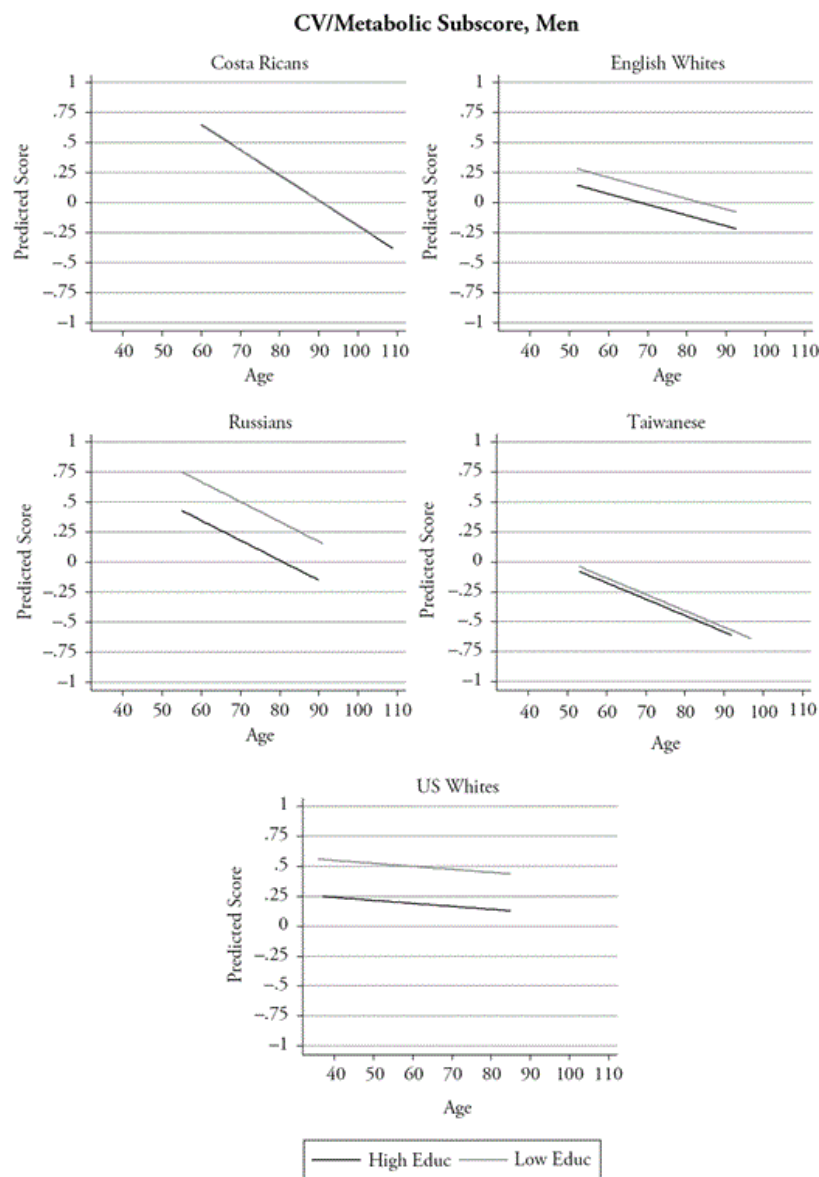 CV/Metabolic Subscore, Men
Costa Ricans
1
.75
.5
.25
0
−.25
−.5
−.75
−1
Predicted Score
40 50 60 70 80 90 100 110
Age
English Whites
1
.75
.5
.25
0
−.25
−.5
−.75
−1
Predicted Score
40 50 60 70 80 90 100 110
Age
Russians
1
.75
.5
.25
0
−.25
−.5
−.75
−1
Predicted Score
40 50 60 70 80 90 100 110
Age
Taiwanese
1
.75
.5
.25
0
−.25
−.5
−.75
−1
Predicted Score
40 50 60 70 80 90 100 110
Age
US Whites
1
.75
.5
.25
0
−.25
−.5
−.75
−1
Predicted Score
40 50 60 70 80 90 100 110
Age
High Educ Low Educ